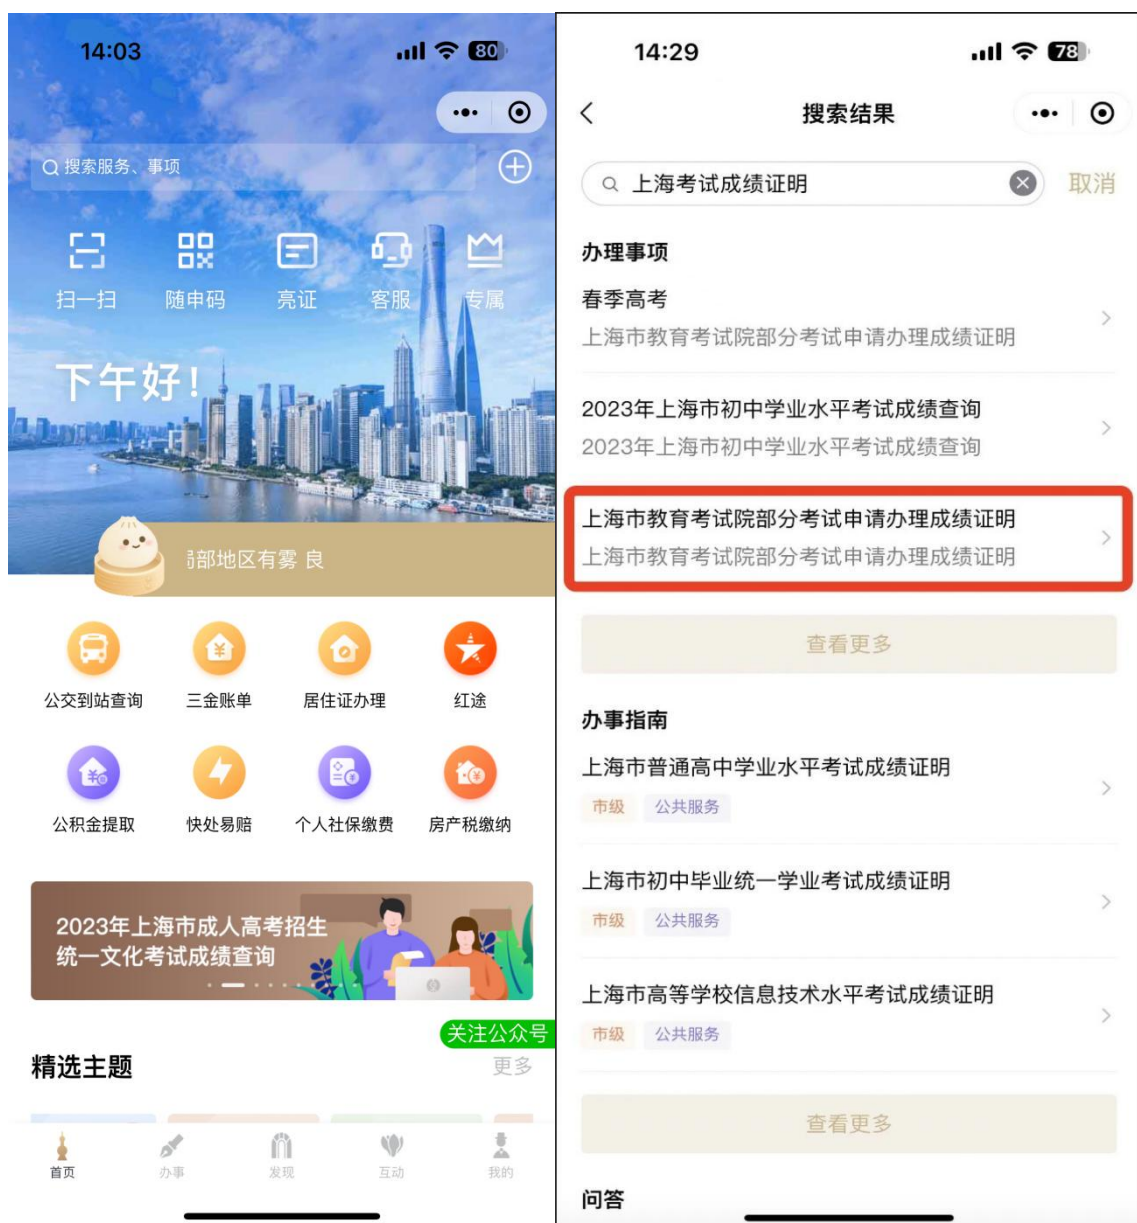 14:03
80
搜索服务、事项
扫一扫
随申码
亮证
客服
专属
下午好!
局部地区有雾 良
公交到站查询
三金账单
居住证办理
红途
公积金提取
快处易赔
个人社保缴费
房产税缴纳
2023年上海市成人高考招生
统一文化考试成绩查询
关注公众号
精选主题
更多
首页
办事
发现
互动
我的
14:29
78
搜索结果
上海考试成绩证明
取消
办理事项
春季高考
上海市教育考试院部分考试申请办理成绩证明
2023年上海市初中学业水平考试成绩查询
2023年上海市初中学业水平考试成绩查询
上海市教育考试院部分考试申请办理成绩证明
上海市教育考试院部分考试申请办理成绩证明
查看更多
办事指南
上海市普通高中学业水平考试成绩证明
市级 公共服务
上海市初中毕业统一学业考试成绩证明
市级 公共服务
上海市高等学校信息技术水平考试成绩证明
市级 公共服务
查看更多
问答